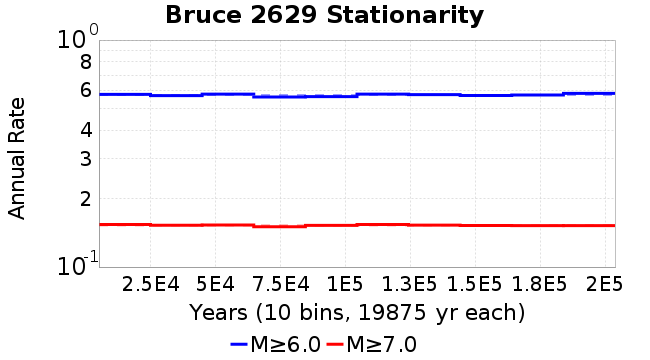 Bruce 2629 Stationarity
10^0
8
6
4
3
2
10^-1
Annual Rate
2.5E4 5E4 7.5E4 1E5 1.3E5 1.5E5 1.8E5 2E5
Years (10 bins, 19875 yr each)
M≥6.0 M≥7.0